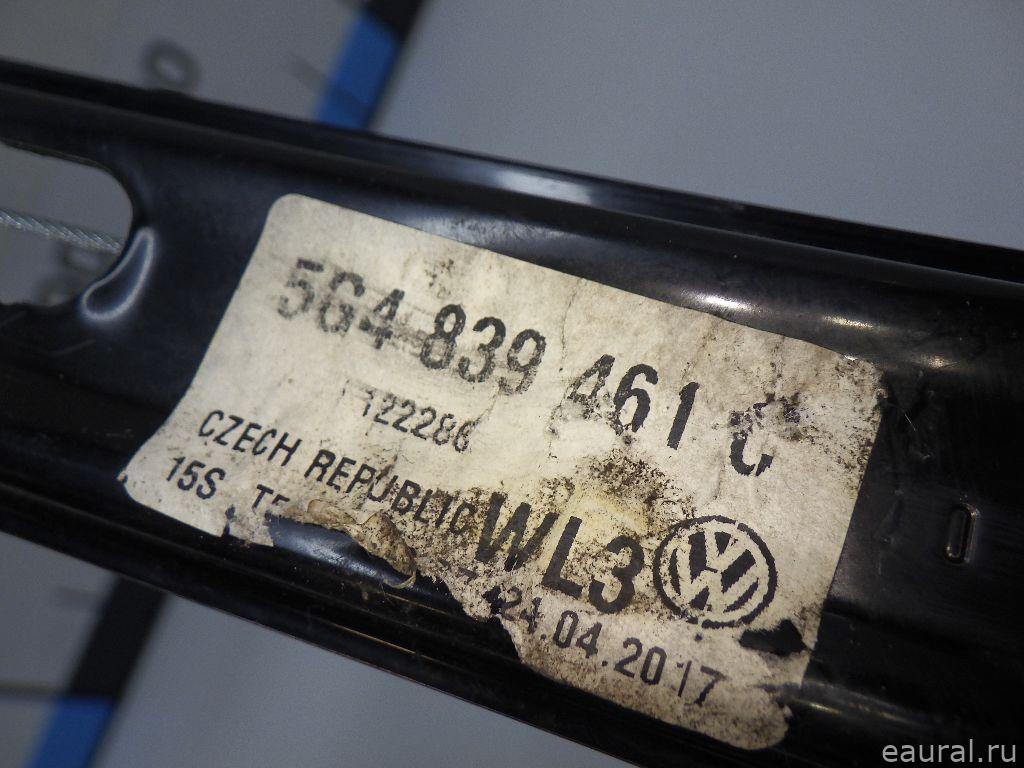 5G4 839 461 C
122286
CZECH REPUBLIC WL3
15S
24.04.2017
eaural.ru